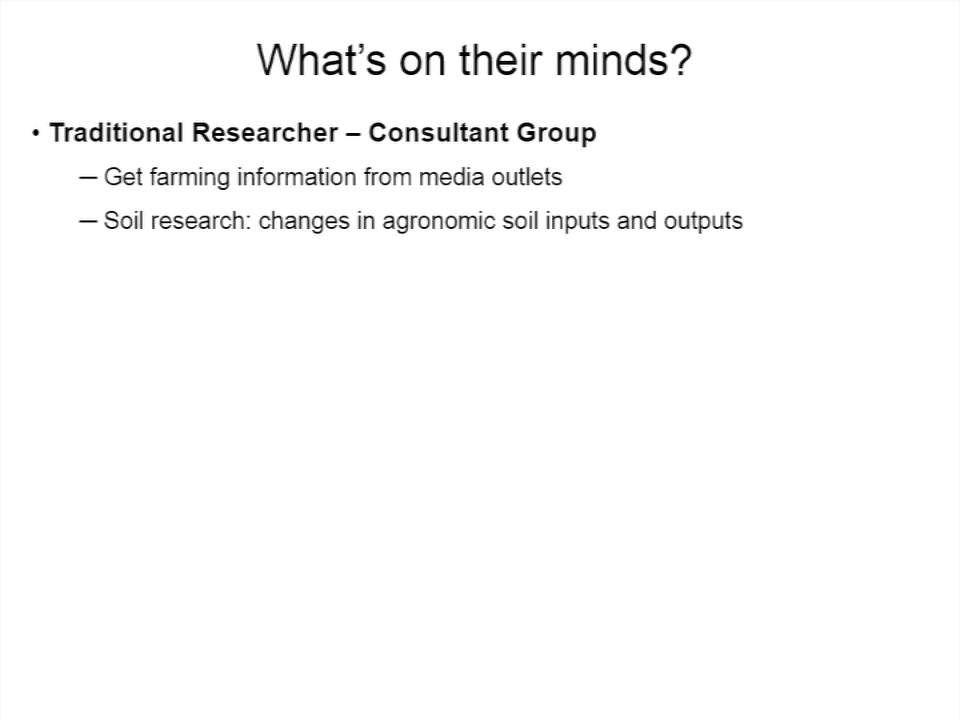 What’s on their minds?
• Traditional Researcher – Consultant Group
— Get farming information from media outlets
— Soil research: changes in agronomic soil inputs and outputs